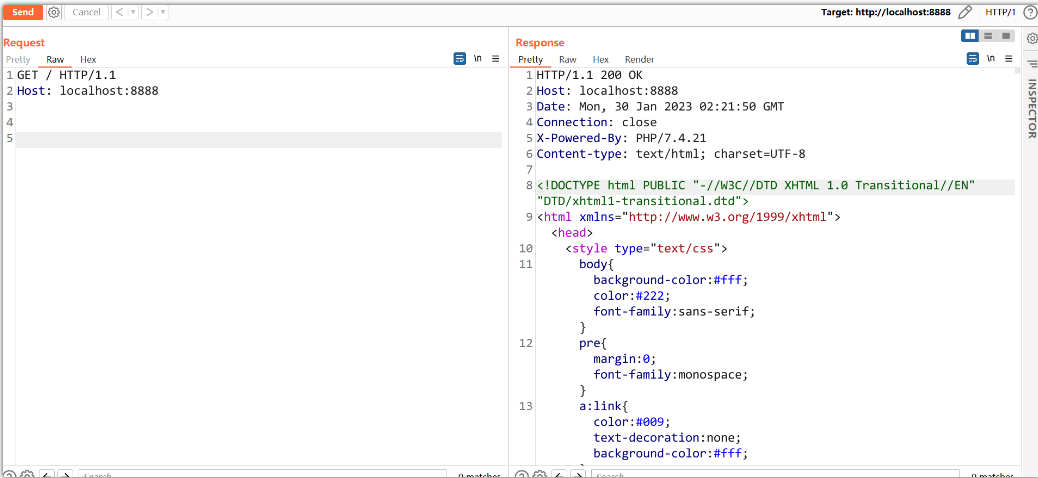 Send Cancel < > Target: http://localhost:8888 HTTP/1
Request
Pretty Raw Hex \n
1 GET / HTTP/1.1
2 Host: localhost:8888
3
4
5
Response
Pretty Raw Hex Render \n
1 HTTP/1.1 200 OK
2 Host: localhost:8888
3 Date: Mon, 30 Jan 2023 02:21:50 GMT
4 Connection: close
5 X-Powered-By: PHP/7.4.21
6 Content-type: text/html; charset=UTF-8
7
8 <!DOCTYPE html PUBLIC "-//W3C//DTD XHTML 1.0 Transitional//EN"
"DTD/xhtml1-transitional.dtd">
9 <html xmlns="http://www.w3.org/1999/xhtml">
<head>
10 <style type="text/css">
11 body{
background-color:#fff;
color:#222;
font-family:sans-serif;
}
12 pre{
margin:0;
font-family:monospace;
}
13 a:link{
color:#009;
text-decoration:none;
background-color:#fff;
}
INSPECTOR
Search... 0 matches
Search... 0 matches